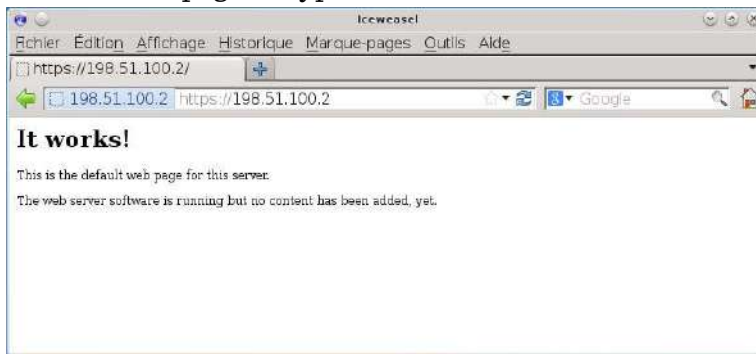 Iceweasel
Fichier Édition Affichage Historique Marque-pages Outils Aide
https://198.51.100.2/
198.51.100.2 https://198.51.100.2 Google
It works!
This is the default web page for this server.
The web server software is running but no content has been added, yet.